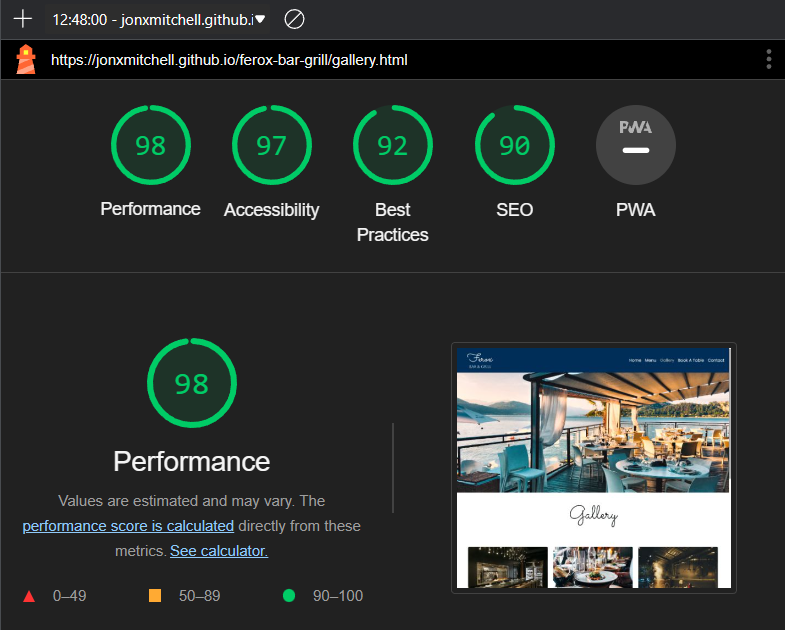 12:48:00 - jonxmitchell.github.i
https://jonxmitchell.github.io/ferox-bar-grill/gallery.html
98
97
92
90
PWA
Performance
Accessibility
Best
Practices
SEO
PWA
98
Performance
Values are estimated and may vary. The
performance score is calculated directly from these
metrics. See calculator.
0–49
50–89
90–100
Ferox
BAR & GRILL
Home Menu Gallery Book A Table Contact
Gallery